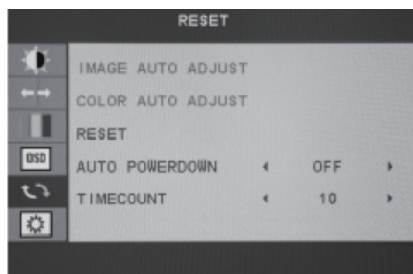 RESET
IMAGE AUTO ADJUST
COLOR AUTO ADJUST
RESET
OSD
AUTO POWERDOWN OFF
TIMECOUNT 10